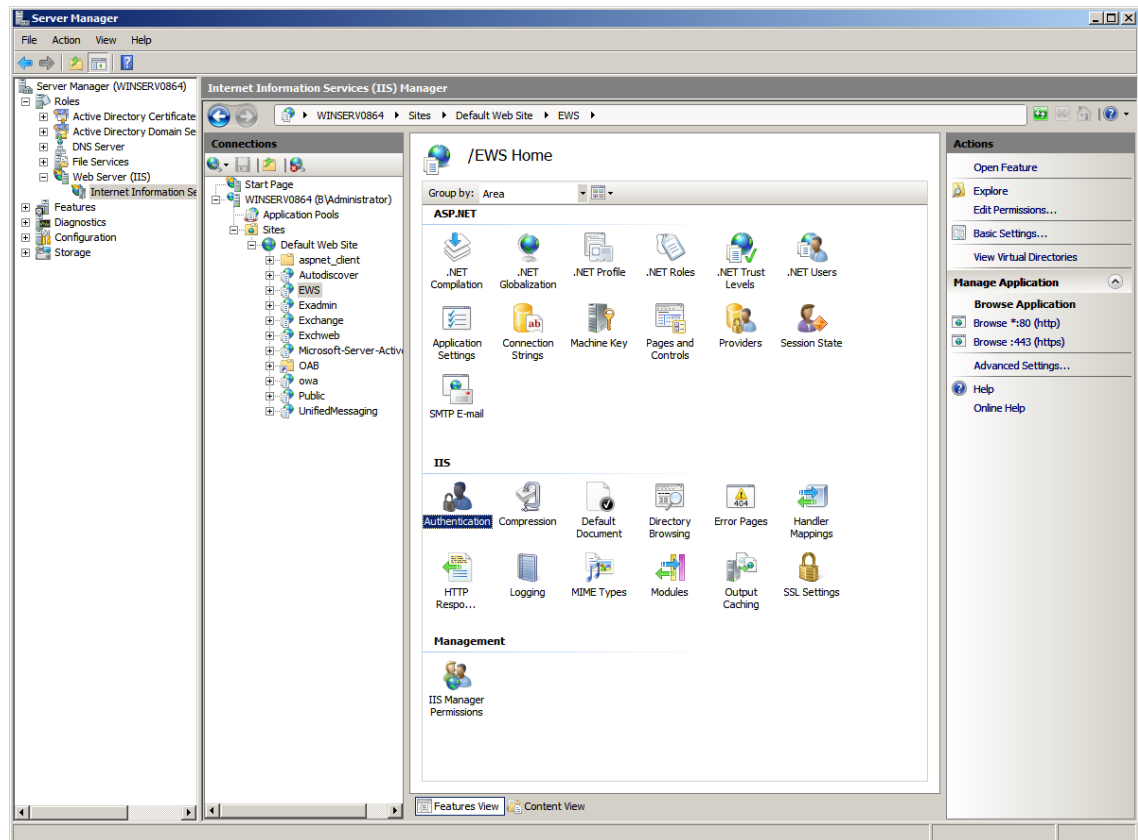 Server Manager
File Action View Help
Server Manager (WINSERV0864)
Roles
Active Directory Certificate
Active Directory Domain Se
DNS Server
File Services
Web Server (IIS)
Internet Information Se
Features
Diagnostics
Configuration
Storage
Internet Information Services (IIS) Manager
WINSERV0864 Sites Default Web Site EWS
Connections
Start Page
WINSERV0864 (B\Administrator)
Application Pools
Sites
Default Web Site
aspnet_client
Autodiscover
EWS
Exadmin
Exchange
Exchweb
Microsoft-Server-Activ
OAB
owa
Public
UnifiedMessaging
/EWS Home
Group by: Area
ASP.NET
.NET Compilation
.NET Globalization
.NET Profile
.NET Roles
.NET Trust Levels
.NET Users
Application Settings
ab
Connection Strings
Machine Key
Pages and Controls
Providers
Session State
SMTP E-mail
IIS
Authentication
Compression
Default Document
Directory Browsing
404
Error Pages
Handler Mappings
HTTP Respo...
Logging
MIME Types
Modules
Output Caching
SSL Settings
Management
IIS Manager Permissions
Features View
Content View
Actions
Open Feature
Explore
Edit Permissions...
Basic Settings...
View Virtual Directories
Manage Application
Browse Application
Browse *:80 (http)
Browse :443 (https)
Advanced Settings...
Help
Online Help